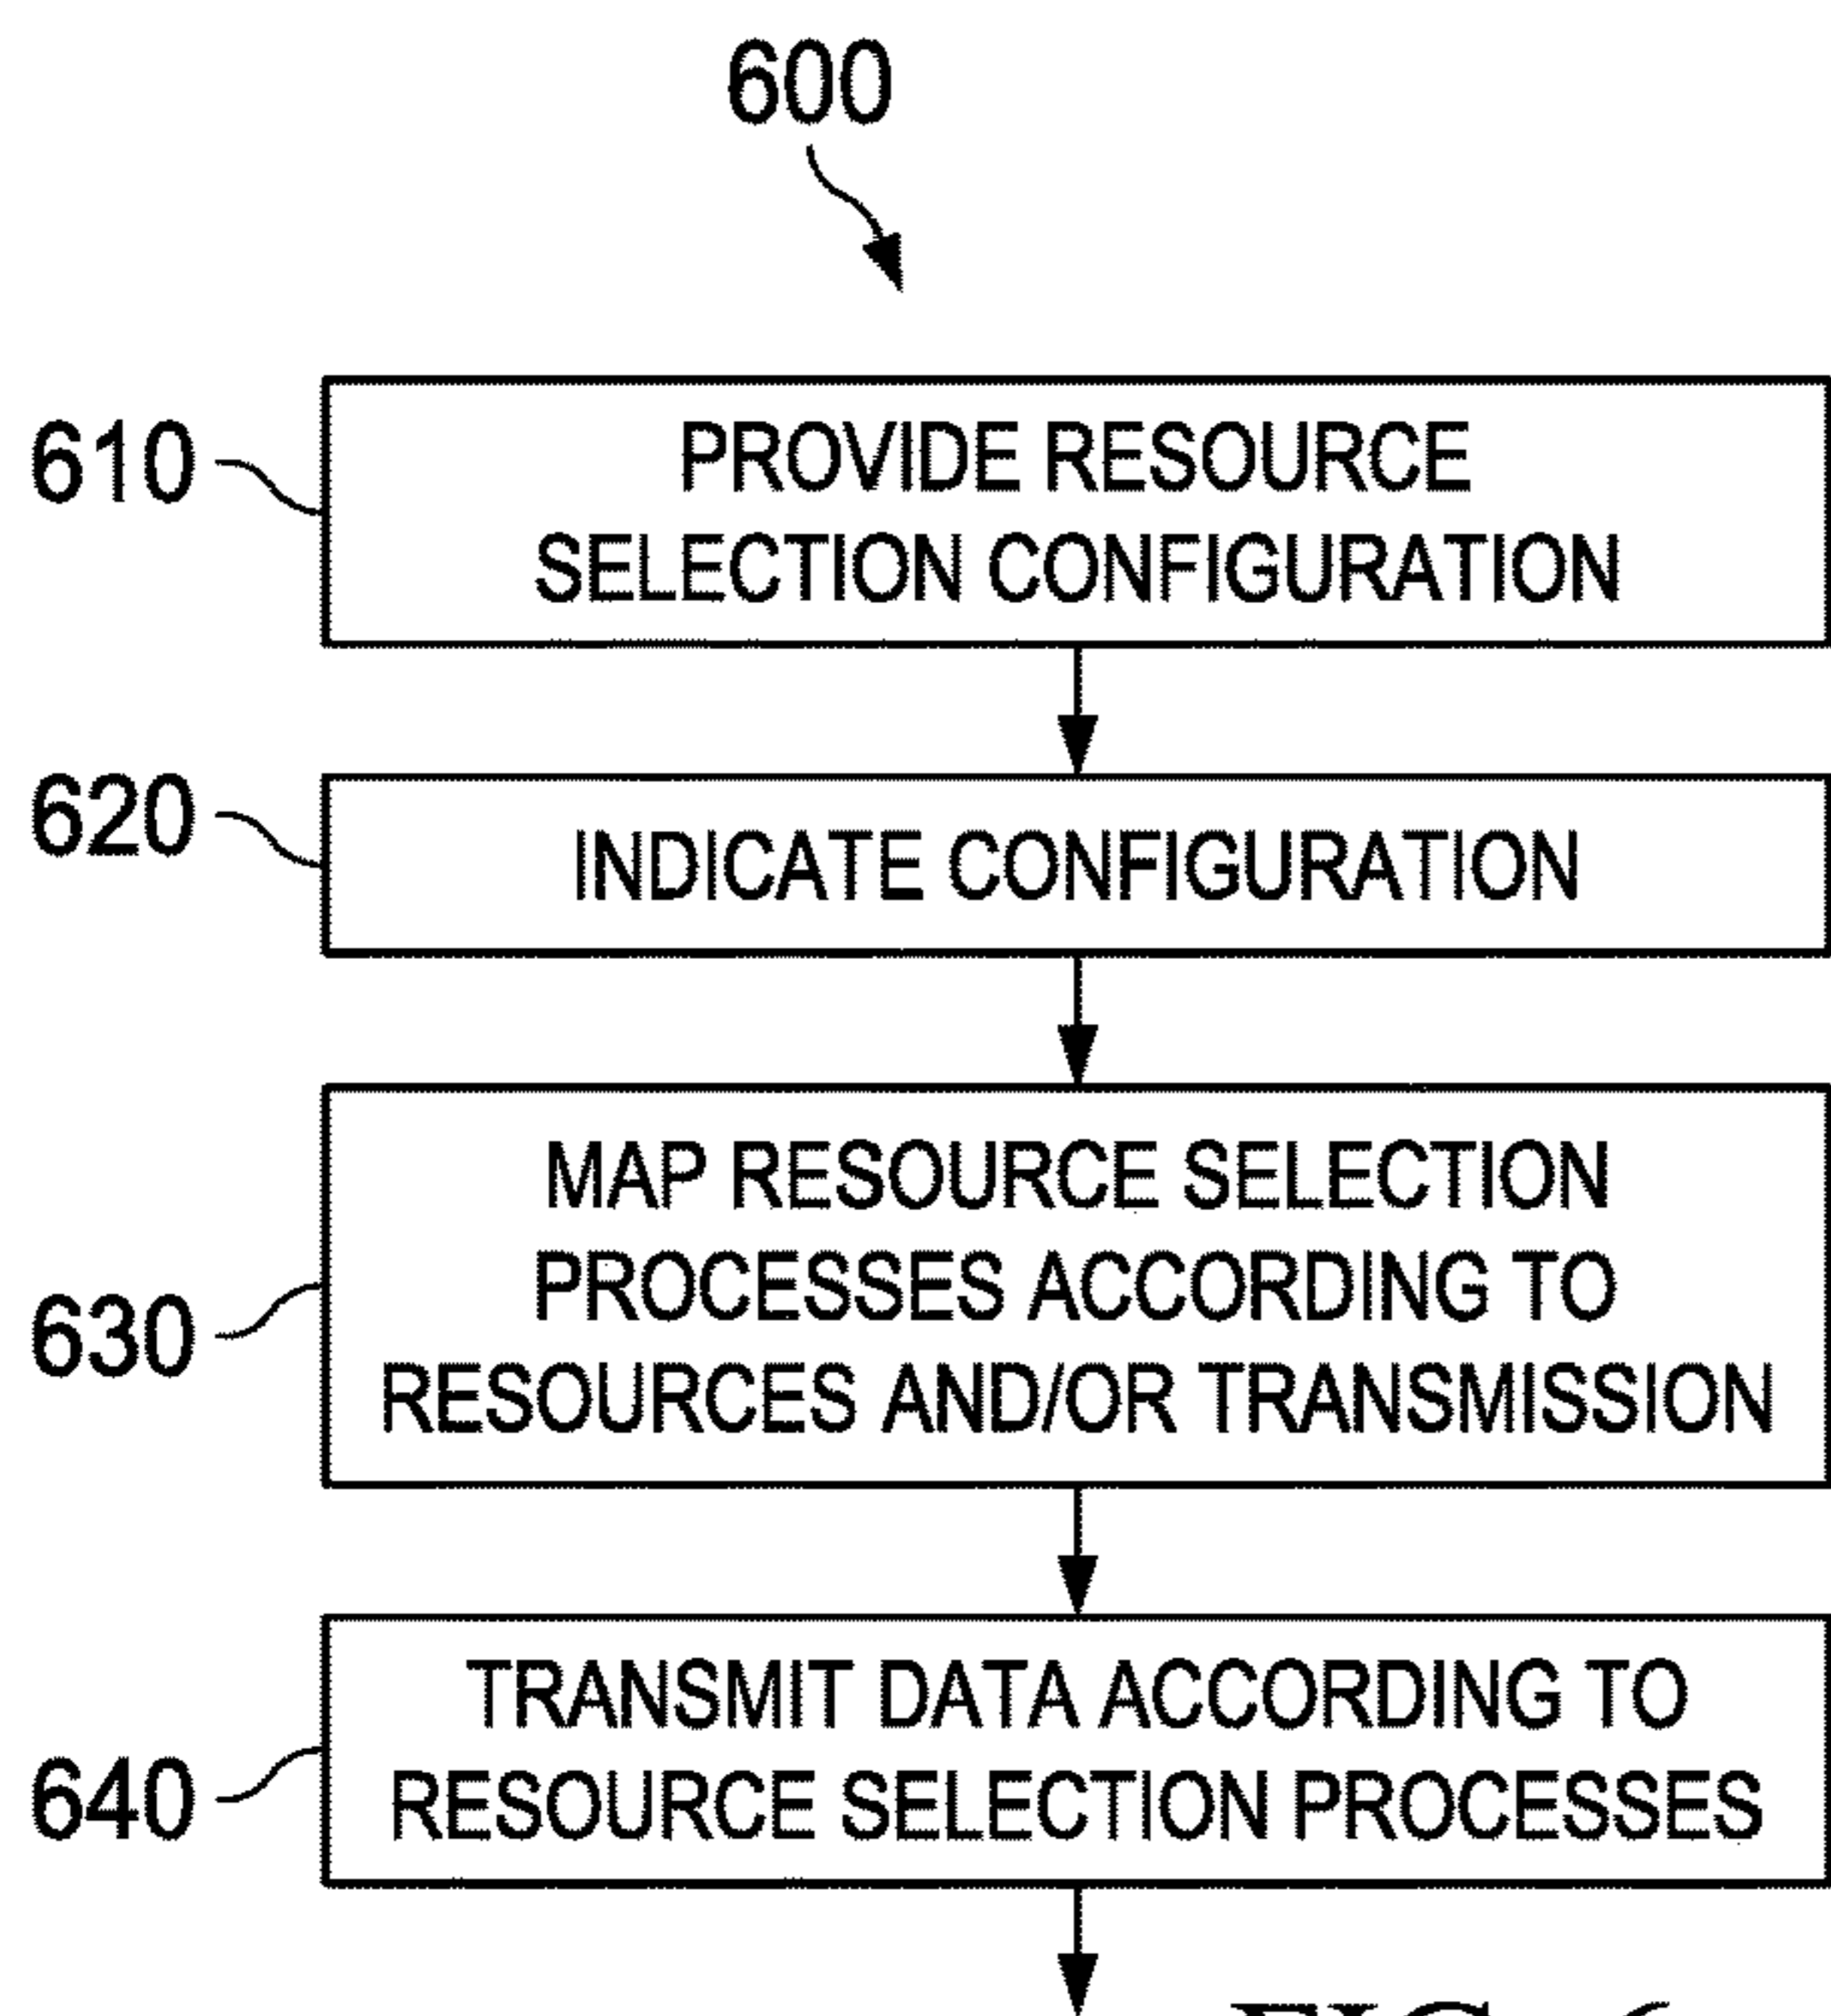 600
610
PROVIDE RESOURCE
SELECTION CONFIGURATION
620
INDICATE CONFIGURATION
630
MAP RESOURCE SELECTION
PROCESSES ACCORDING TO
RESOURCES AND/OR TRANSMISSION
640
TRANSMIT DATA ACCORDING TO
RESOURCE SELECTION PROCESSES